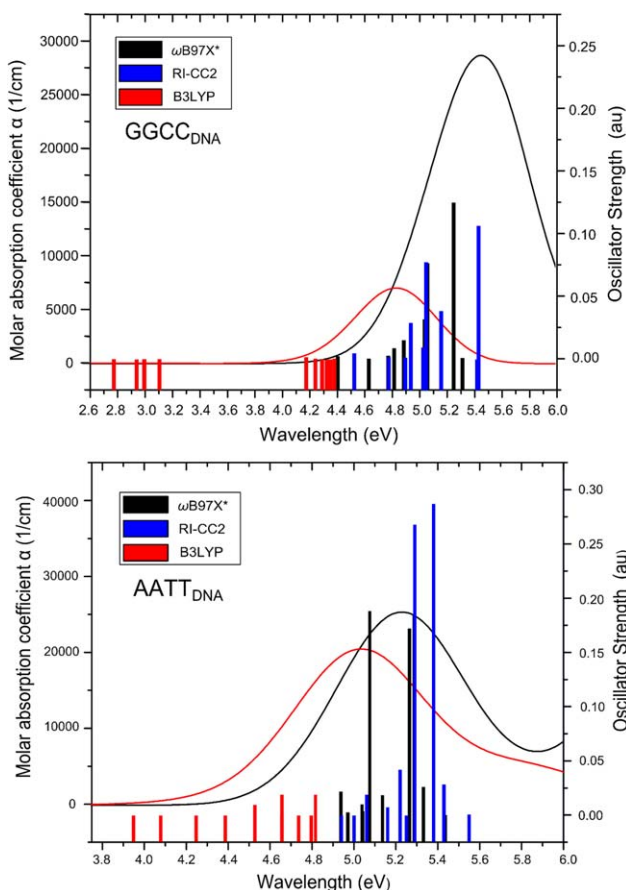 30000
25000
20000
15000
10000
5000
0
Molar absorption coefficient α (1/cm)
ωB97X*
RI-CC2
B3LYP
GGCCDNA
0.25
0.20
0.15
0.10
0.05
0.00
Oscillator Strength (au)
2.6 2.8 3.0 3.2 3.4 3.6 3.8 4.0 4.2 4.4 4.6 4.8 5.0 5.2 5.4 5.6 5.8 6.0
Wavelength (eV)
40000
30000
20000
10000
0
Molar absorption coefficient α (1/cm)
ωB97X*
RI-CC2
B3LYP
AATTDNA
0.30
0.25
0.20
0.15
0.10
0.05
0.00
Oscillator Strength (au)
3.8 4.0 4.2 4.4 4.6 4.8 5.0 5.2 5.4 5.6 5.8 6.0
Wavelength (eV)